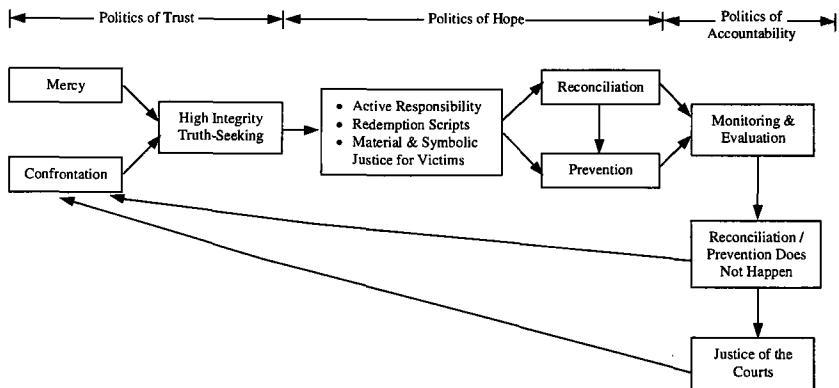 Politics of Trust
Politics of Hope
Politics of
Accountability
Mercy
Confrontation
High Integrity
Truth-Seeking
• Active Responsibility
• Redemption Scripts
• Material & Symbolic
Justice for Victims
Reconciliation
Prevention
Monitoring &
Evaluation
Reconciliation /
Prevention Does
Not Happen
Justice of the
Courts